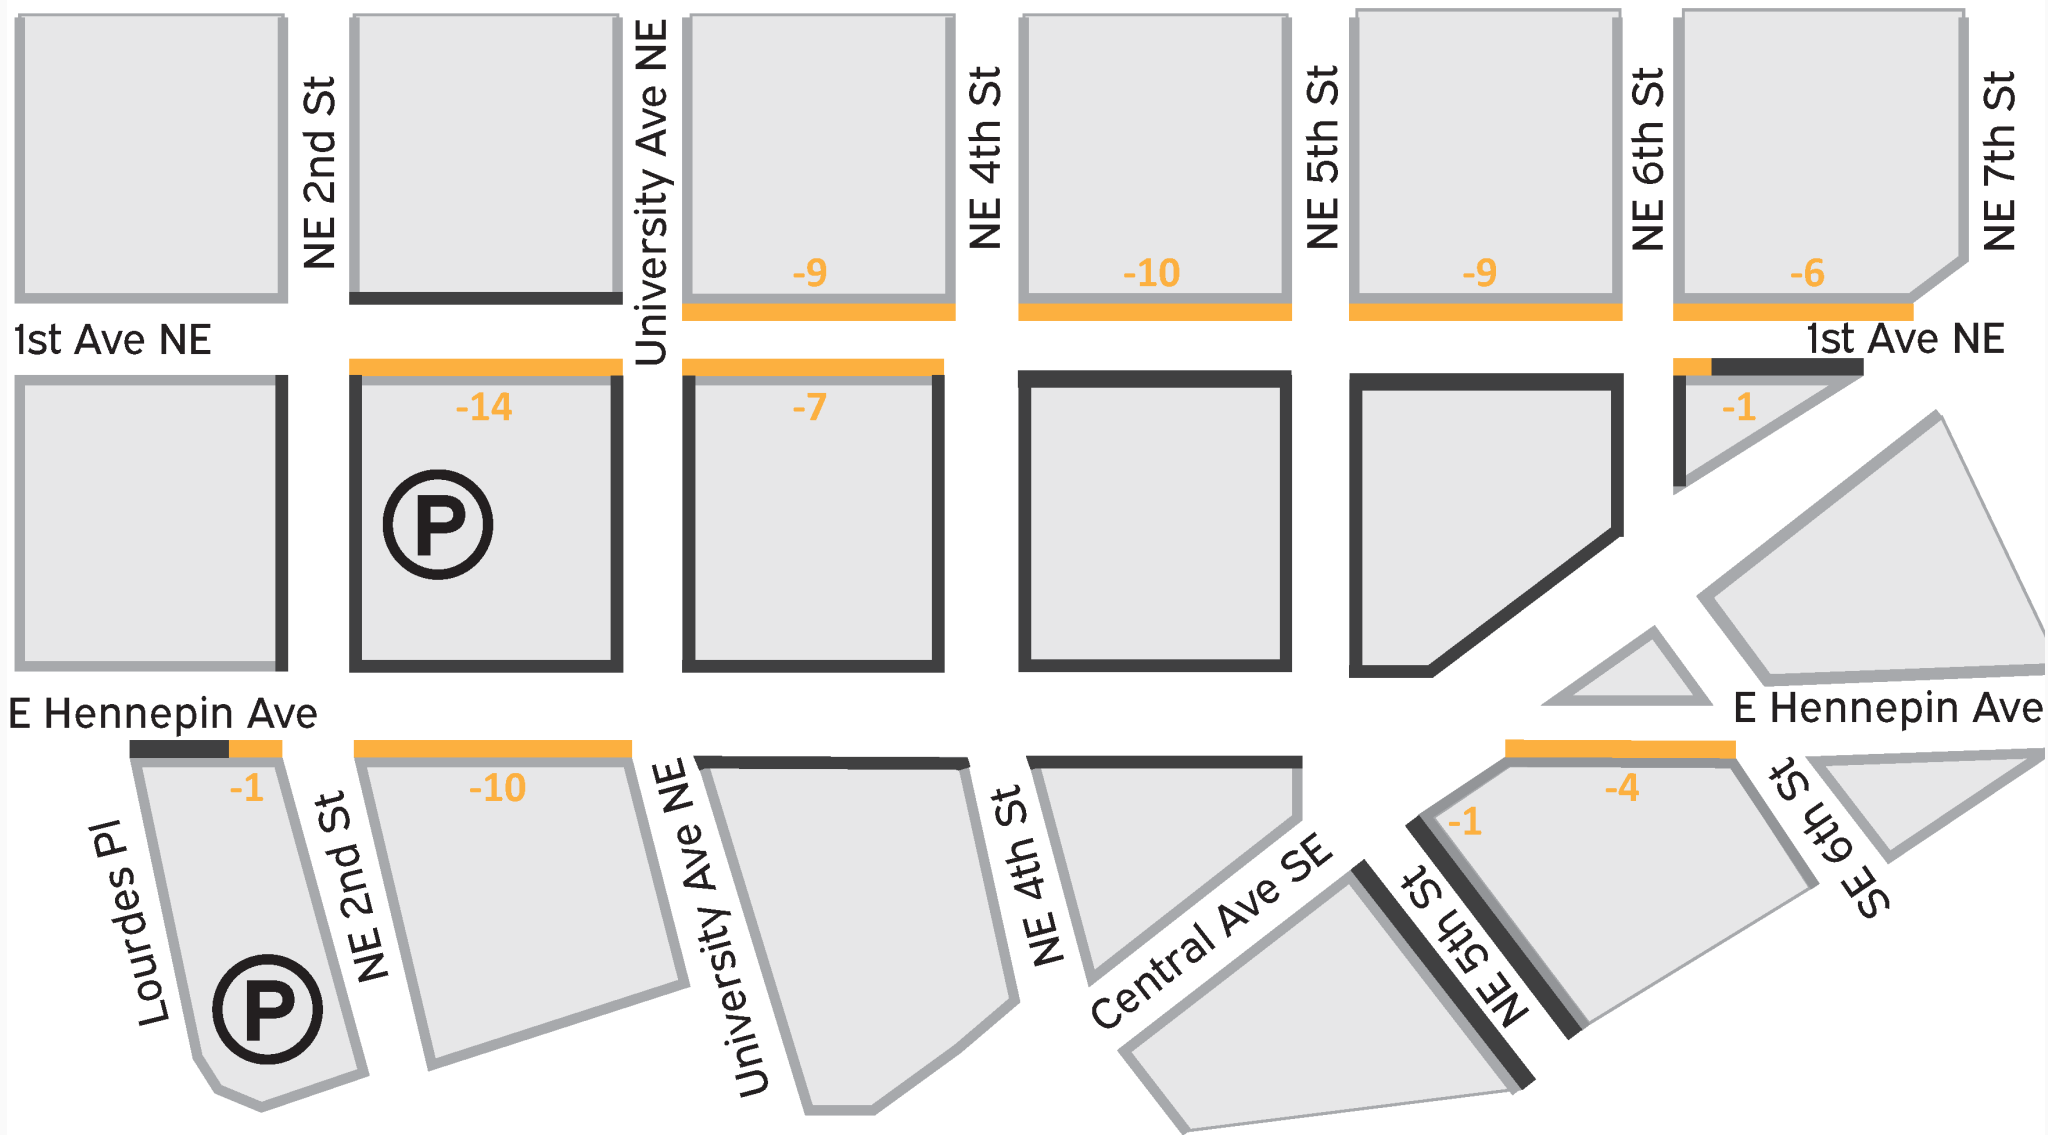 NE 2nd St
University Ave NE
NE 4th St
NE 5th St
NE 6th St
NE 7th St
-9
-10
-9
-6
1st Ave NE
1st Ave NE
-14
-7
-1
P
E Hennepin Ave
E Hennepin Ave
-1
-10
-4
-1
Lourdes Pl
NE 2nd St
University Ave NE
NE 4th St
Central Ave SE
NE 5th St
SE 6th St
P